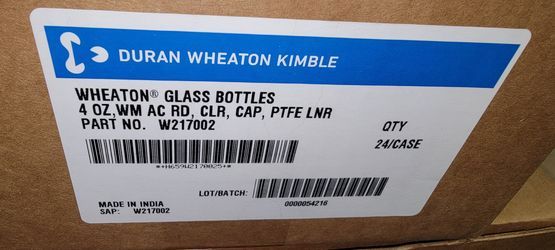 DURAN WHEATON KIMBLE
WHEATON® GLASS BOTTLES
4 OZ,WM AC RD, CLR, CAP, PTFE LNR
PART NO. W217002
QTY
24/CASE
*+H659W2170025+*
LOT/BATCH:
0000054216
MADE IN INDIA
SAP: W217002